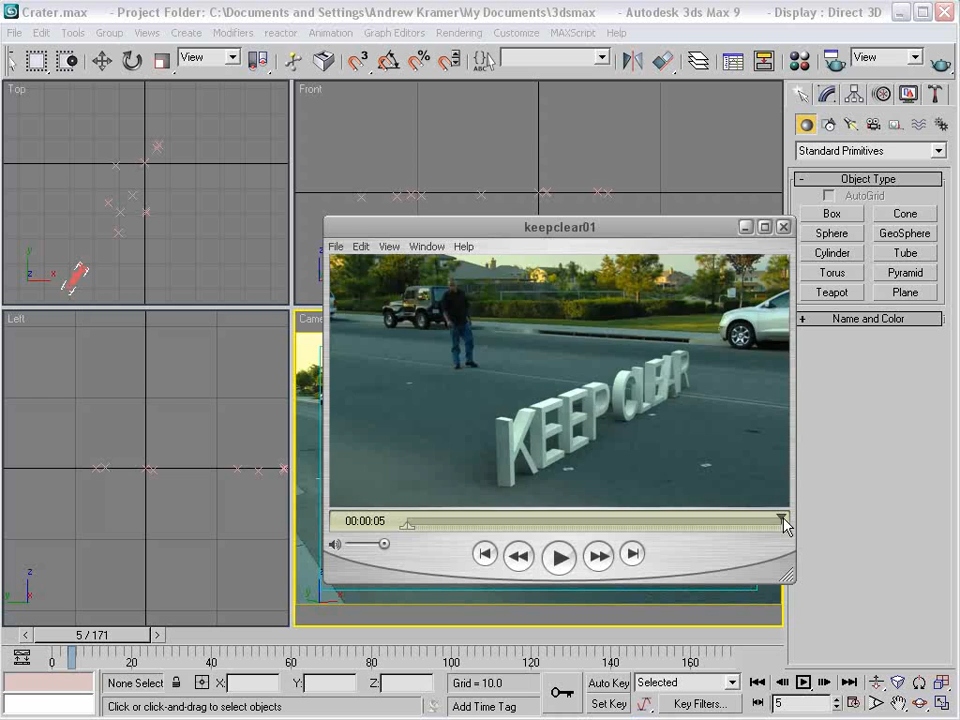 Crater.max - Project Folder: C:\Documents and Settings\Andrew Kramer\My Documents\3dsmax - Autodesk 3ds Max 9 - Display : Direct 3D
File Edit Tools Group Views Create Modifiers reactor Animation Graph Editors Rendering Customize MAXScript Help
View
ABC
View
Top
Front
Standard Primitives
- Object Type
AutoGrid
Box Cone
Sphere GeoSphere
Cylinder Tube
Torus Pyramid
Teapot Plane
+ Name and Color
keepclear01
File Edit View Window Help
KEEP CLEAR
00:00:05
y
z x
Left
Came
z
y
z
x
< 5 / 171 >
0 20 40 60 80 100 120 140 160
None Select X: Y: Z: Grid = 10.0 Auto Key Selected
Click or click-and-drag to select objects Add Time Tag Set Key Key Filters... 5